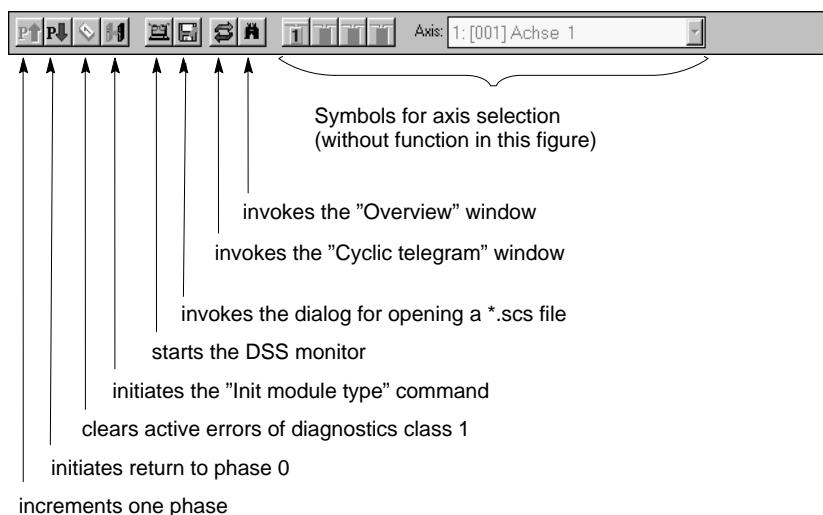 P P 1 Axis: 1: [001] Achse 1
Symbols for axis selection
(without function in this figure)
invokes the ”Overview” window
invokes the ”Cyclic telegram” window
invokes the dialog for opening a *.scs file
starts the DSS monitor
initiates the ”Init module type” command
clears active errors of diagnostics class 1
initiates return to phase 0
increments one phase